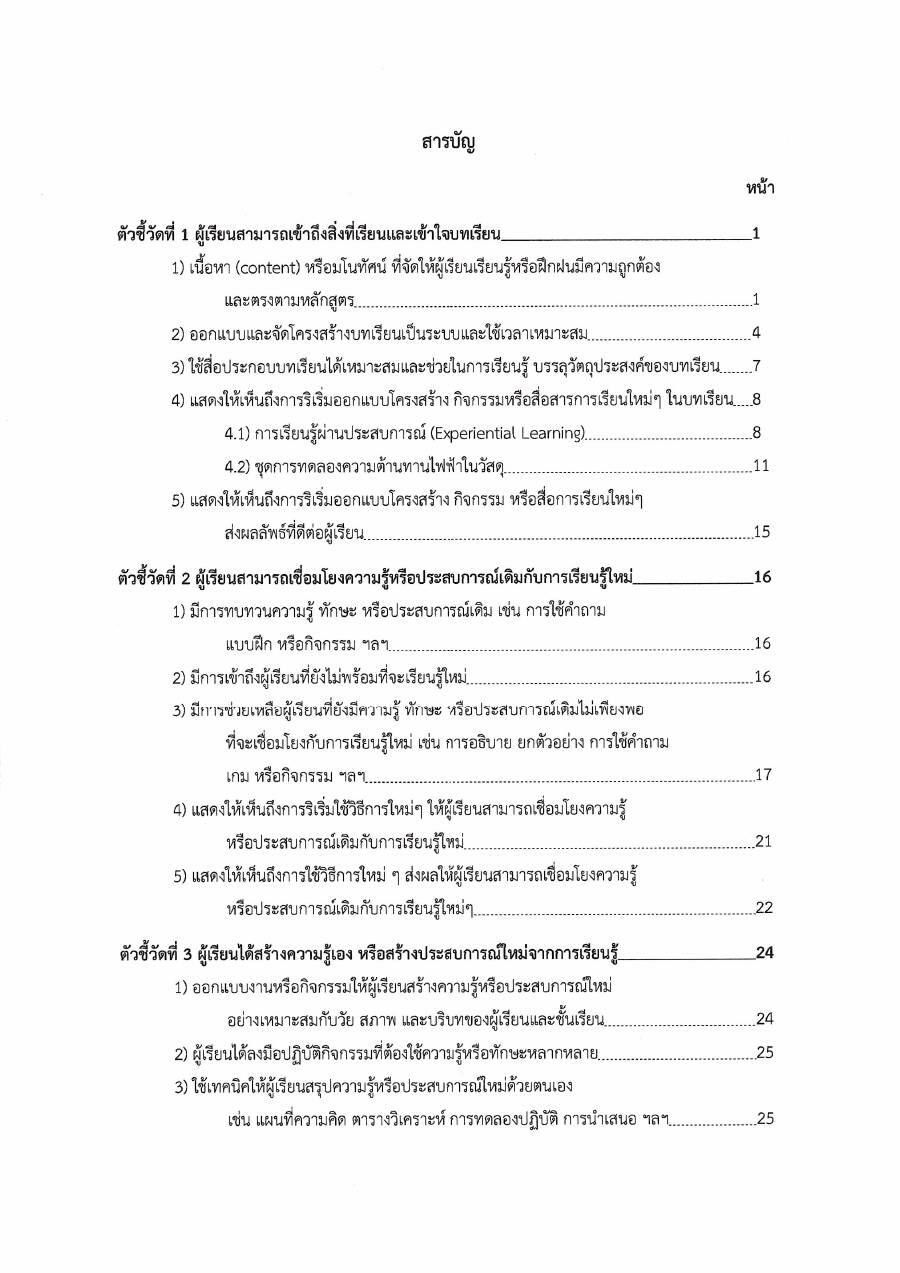 สารบัญ
หน้า
ตัวชี้วัดที่ 1 ผู้เรียนสามารถเข้าถึงสิ่งที่เรียนและเข้าใจบทเรียน 1
1) เนื้อหา (content) หรือมโนทัศน์ ที่จัดให้ผู้เรียนเรียนรู้หรือฝึกฝนมีความถูกต้อง
และตรงตามหลักสูตร 1
2) ออกแบบและจัดโครงสร้างบทเรียนเป็นระบบและใช้เวลาเหมาะสม 4
3) ใช้สื่อประกอบบทเรียนได้เหมาะสมและช่วยในการเรียนรู้ บรรลุวัตถุประสงค์ของบทเรียน 7
4) แสดงให้เห็นถึงการริเริ่มออกแบบโครงสร้าง กิจกรรมหรือสื่อสารการเรียนใหม่ๆ ในบทเรียน 8
4.1) การเรียนรู้ผ่านประสบการณ์ (Experiential Learning) 8
4.2) ชุดการทดลองความต้านทานไฟฟ้าในวัสดุ 11
5) แสดงให้เห็นถึงการริเริ่มออกแบบโครงสร้าง กิจกรรม หรือสื่อการเรียนใหม่ๆ
ส่งผลลัพธ์ที่ดีต่อผู้เรียน 15
ตัวชี้วัดที่ 2 ผู้เรียนสามารถเชื่อมโยงความรู้หรือประสบการณ์เดิมกับการเรียนรู้ใหม่ 16
1) มีการทบทวนความรู้ ทักษะ หรือประสบการณ์เดิม เช่น การใช้คำถาม
แบบฝึก หรือกิจกรรม ฯลฯ 16
2) มีการเข้าถึงผู้เรียนที่ยังไม่พร้อมที่จะเรียนรู้ใหม่ 16
3) มีการช่วยเหลือผู้เรียนที่ยังมีความรู้ ทักษะ หรือประสบการณ์เดิมไม่เพียงพอ
ที่จะเชื่อมโยงกับการเรียนรู้ใหม่ เช่น การอธิบาย ยกตัวอย่าง การใช้คำถาม
เกม หรือกิจกรรม ฯลฯ 17
4) แสดงให้เห็นถึงการริเริ่มใช้วิธีการใหม่ๆ ให้ผู้เรียนสามารถเชื่อมโยงความรู้
หรือประสบการณ์เดิมกับการเรียนรู้ใหม่ 21
5) แสดงให้เห็นถึงการใช้วิธีการใหม่ ๆ ส่งผลให้ผู้เรียนสามารถเชื่อมโยงความรู้
หรือประสบการณ์เดิมกับการเรียนรู้ใหม่ๆ 22
ตัวชี้วัดที่ 3 ผู้เรียนได้สร้างความรู้เอง หรือสร้างประสบการณ์ใหม่จากการเรียนรู้ 24
1) ออกแบบงานหรือกิจกรรมให้ผู้เรียนสร้างความรู้หรือประสบการณ์ใหม่
อย่างเหมาะสมกับวัย สภาพ และบริบทของผู้เรียนและชั้นเรียน 24
2) ผู้เรียนได้ลงมือปฏิบัติกิจกรรมที่ต้องใช้ความรู้หรือทักษะหลากหลาย 25
3) ใช้เทคนิคให้ผู้เรียนสรุปความรู้หรือประสบการณ์ใหม่ด้วยตนเอง
เช่น แผนที่ความคิด ตารางวิเคราะห์ การทดลองปฏิบัติ การนำเสนอ ฯลฯ 25